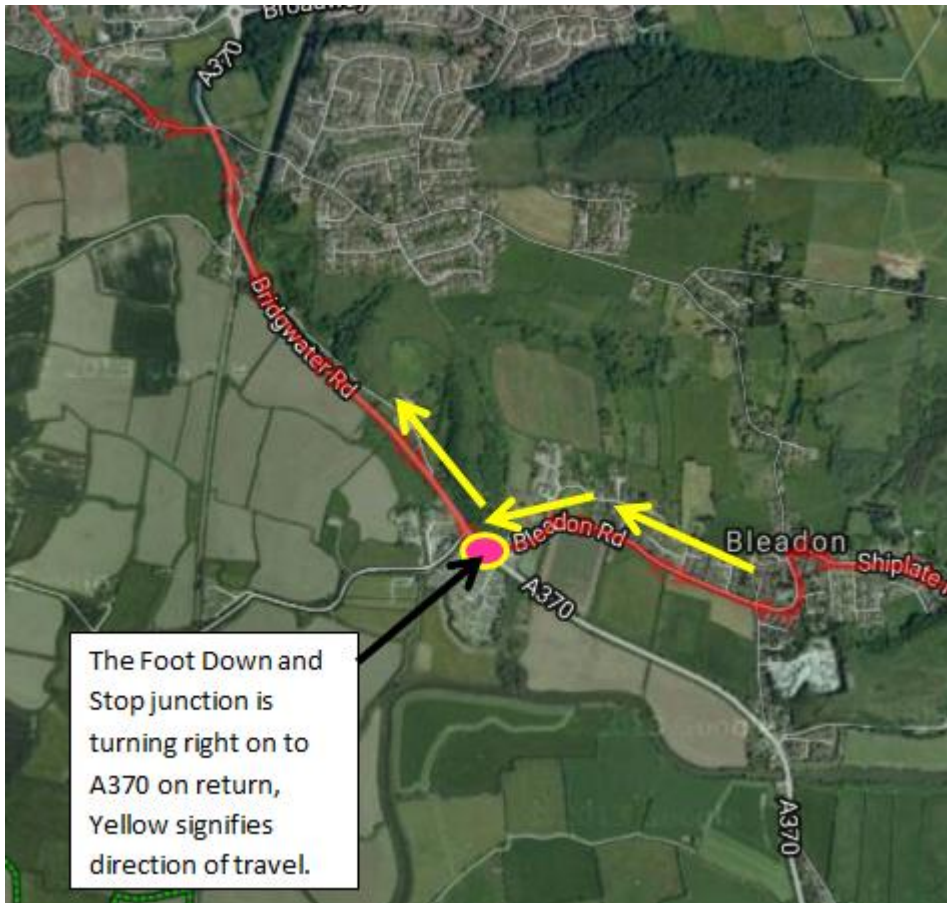 Broadway
A370
Bridgwater Rd
Bleadon Rd
Bleadon
Shiplate
A370
The Foot Down and
Stop junction is
turning right on to
A370 on return,
Yellow signifies
direction of travel.
A370